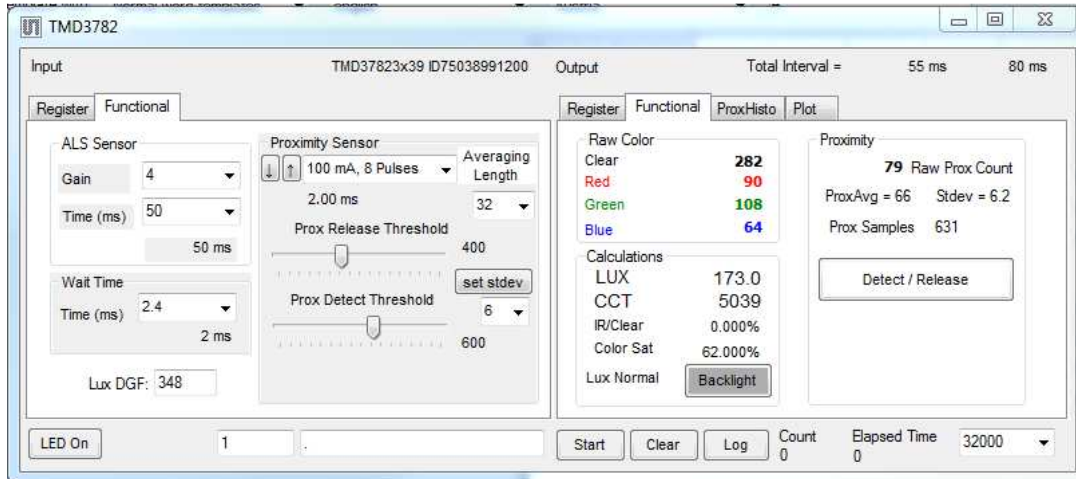 TMD3782
Input
TMD37823x39 ID75038991200
Output
Total Interval =
55 ms
80 ms
Register
Functional
ALS Sensor
Gain
4
Time (ms)
50
50 ms
Wait Time
Time (ms)
2.4
2 ms
Lux DGF:
348
Proximity Sensor
↓
↑
100 mA, 8 Pulses
2.00 ms
Averaging
Length
32
Prox Release Threshold
400
set stdev
Prox Detect Threshold
6
600
LED On
1
.
Register
Functional
ProxHisto
Plot
Raw Color
Clear 282
Red 90
Green 108
Blue 64
Calculations
LUX 173.0
CCT 5039
IR/Clear 0.000%
Color Sat 62.000%
Lux Normal
Backlight
Proximity
79 Raw Prox Count
ProxAvg = 66 Stdev = 6.2
Prox Samples 631
Detect / Release
Start
Clear
Log
Count
0
Elapsed Time
0
32000